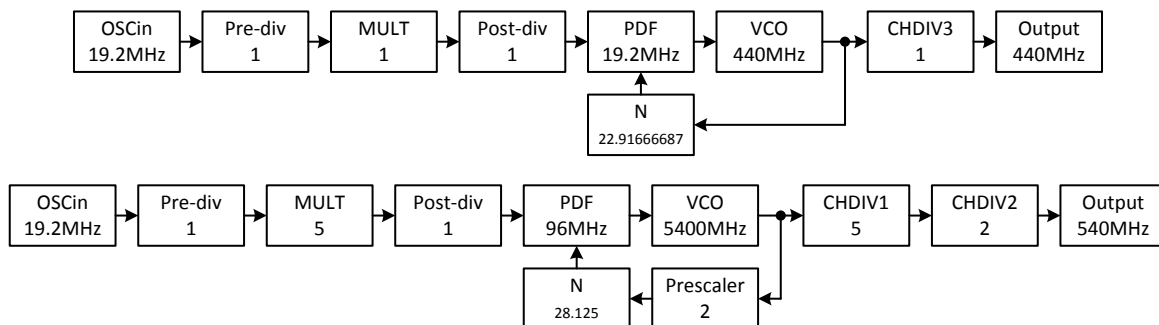 OSCin
19.2MHz
Pre-div
1
MULT
1
Post-div
1
PDF
19.2MHz
VCO
440MHz
CHDIV3
1
Output
440MHz
N
22.91666687
OSCin
19.2MHz
Pre-div
1
MULT
5
Post-div
1
PDF
96MHz
VCO
5400MHz
CHDIV1
5
CHDIV2
2
Output
540MHz
N
28.125
Prescaler
2